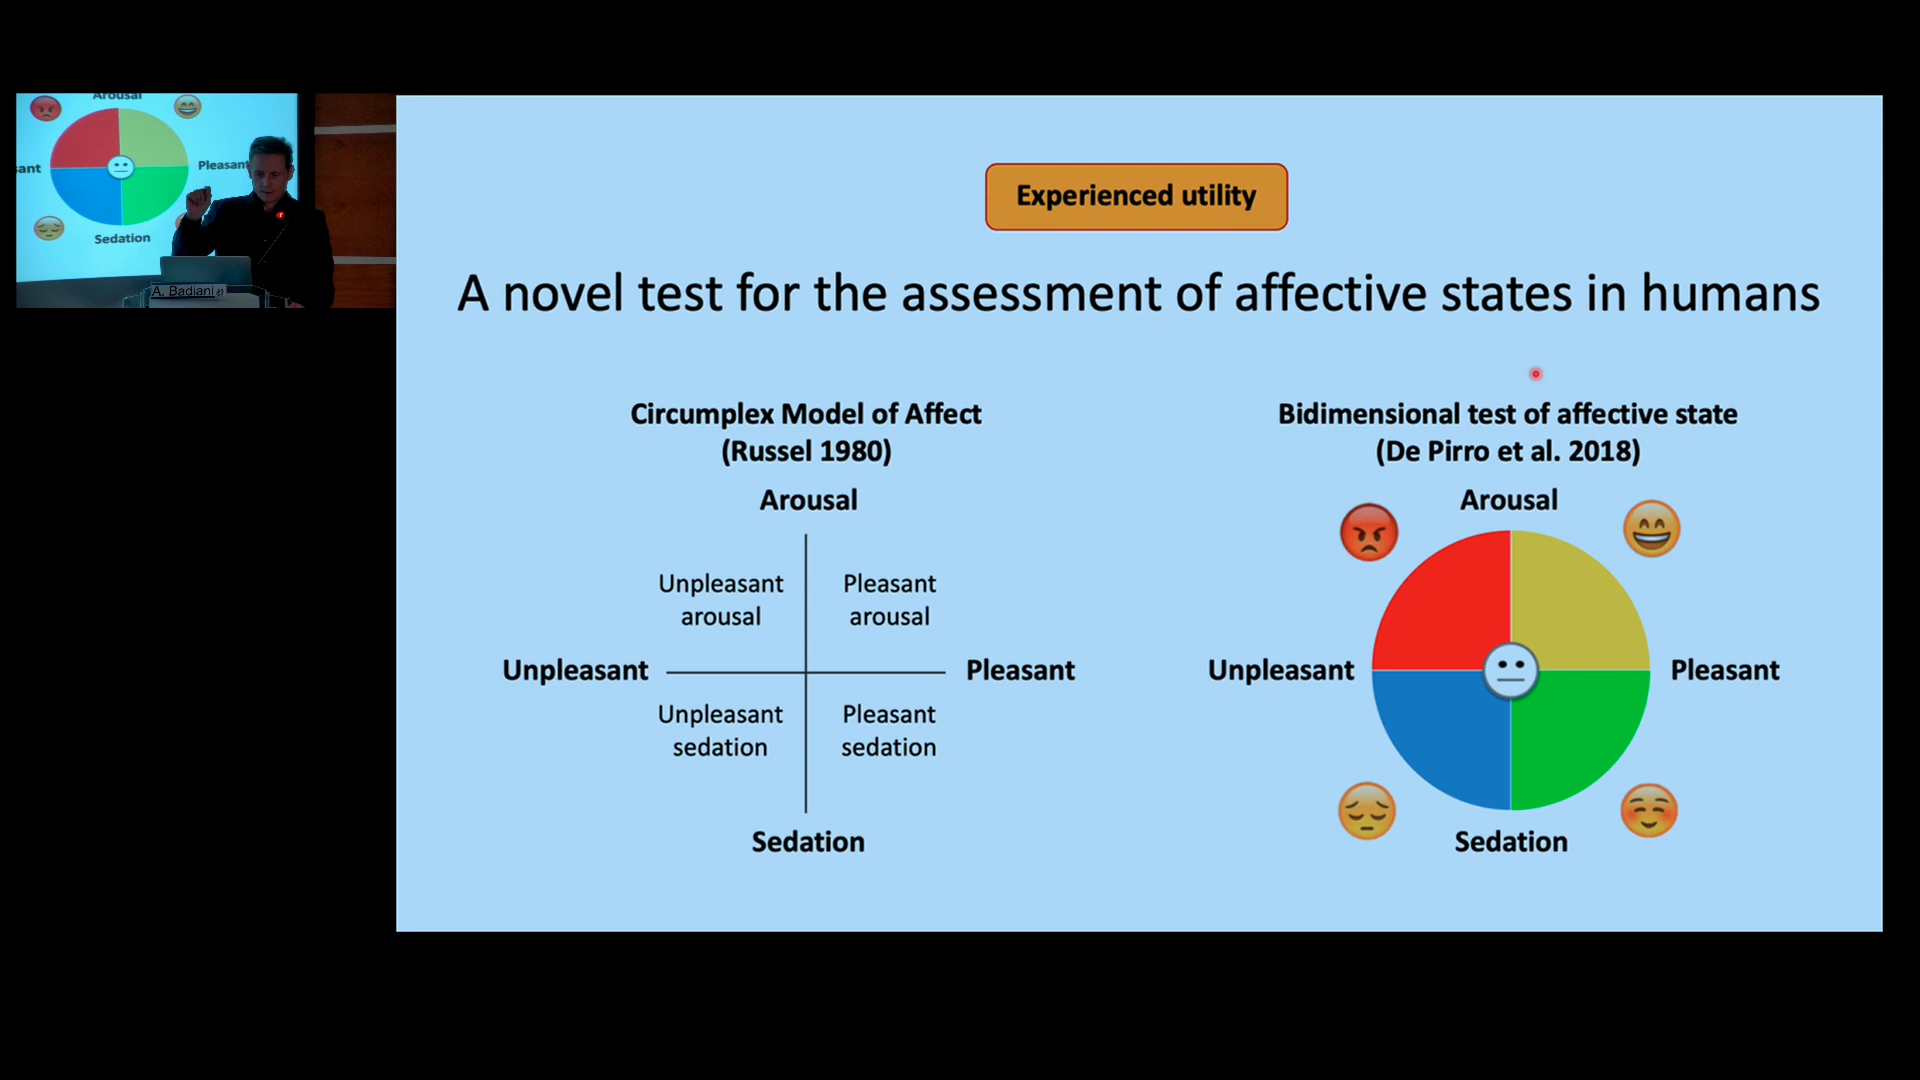 Arousal
sant
Pleasant
Sedation
A. Badiani
Experienced utility
A novel test for the assessment of affective states in humans
Circumplex Model of Affect
(Russel 1980)
Arousal
Unpleasant
arousal
Pleasant
arousal
Unpleasant
Pleasant
Unpleasant
sedation
Pleasant
sedation
Sedation
Bidimensional test of affective state
(De Pirro et al. 2018)
Arousal
Unpleasant
Pleasant
Sedation